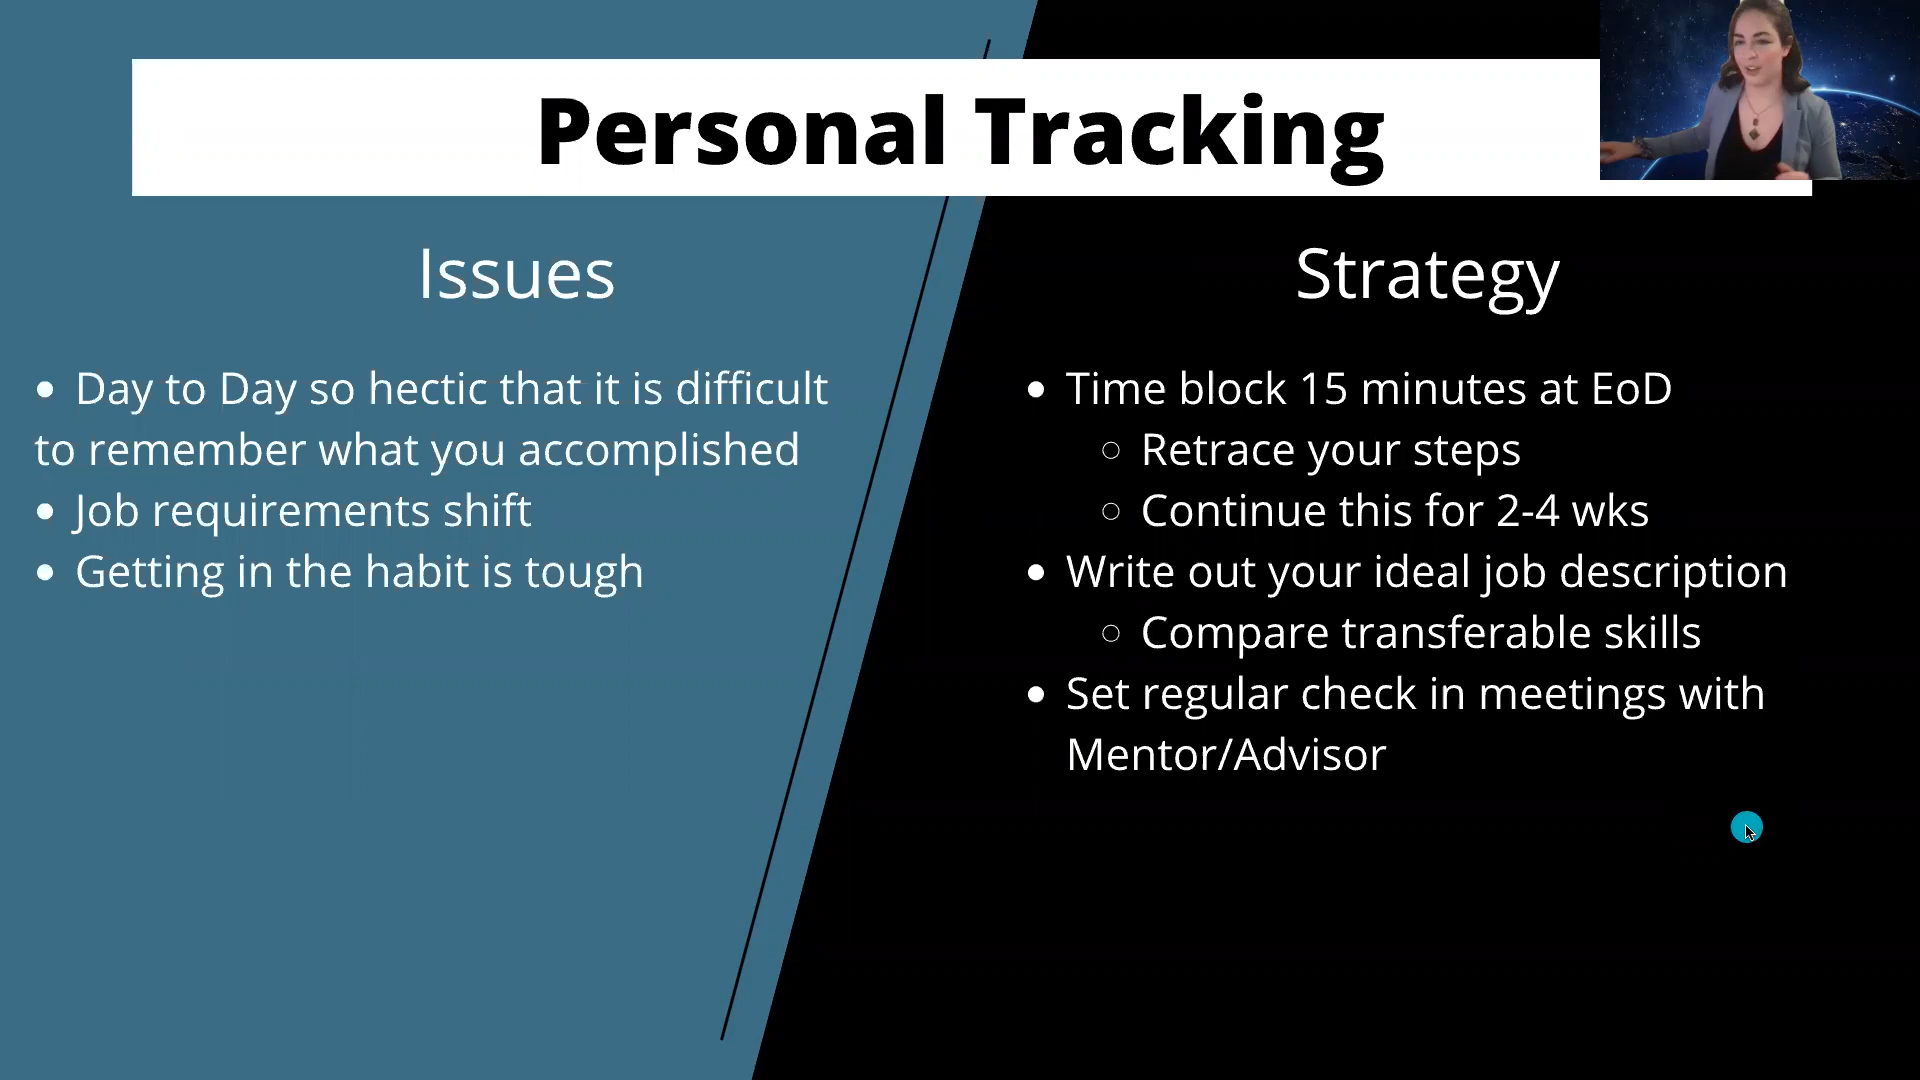 Personal Tracking
Issues
• Day to Day so hectic that it is difficult
to remember what you accomplished
• Job requirements shift
• Getting in the habit is tough
Strategy
• Time block 15 minutes at EoD
○ Retrace your steps
○ Continue this for 2-4 wks
• Write out your ideal job description
○ Compare transferable skills
• Set regular check in meetings with
Mentor/Advisor